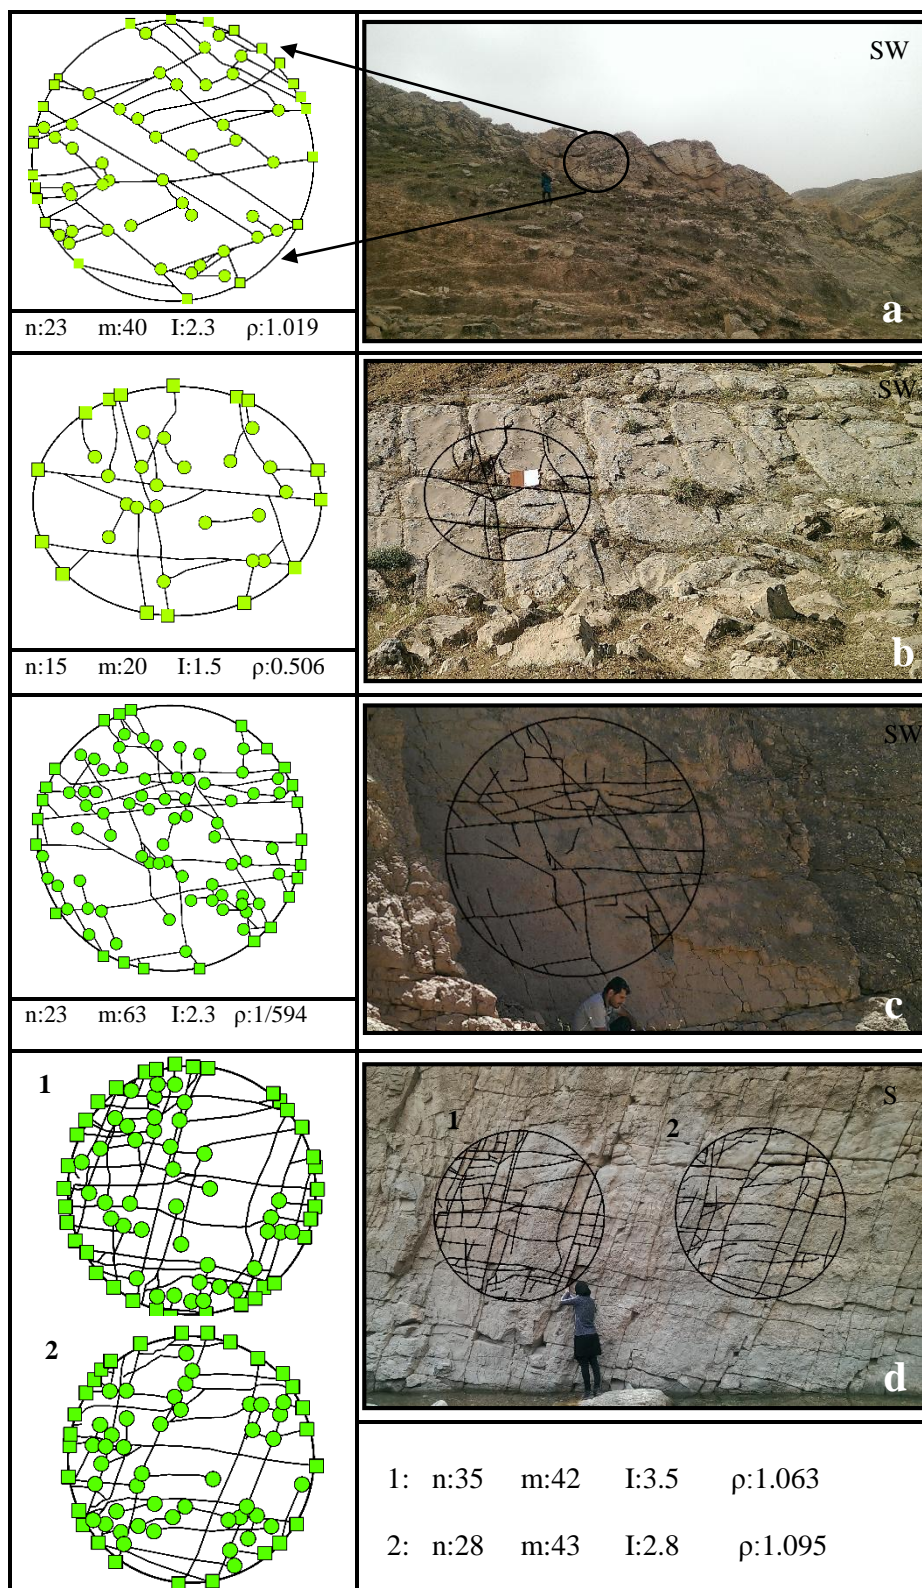 SW
a
n:23 m:40 I:2.3 ρ:1.019
SW
b
n:15 m:20 I:1.5 ρ:0.506
SW
c
n:23 m:63 I:2.3 ρ:1/594
1
2
S
1
2
d
1: n:35 m:42 I:3.5 ρ:1.063
2: n:28 m:43 I:2.8 ρ:1.095